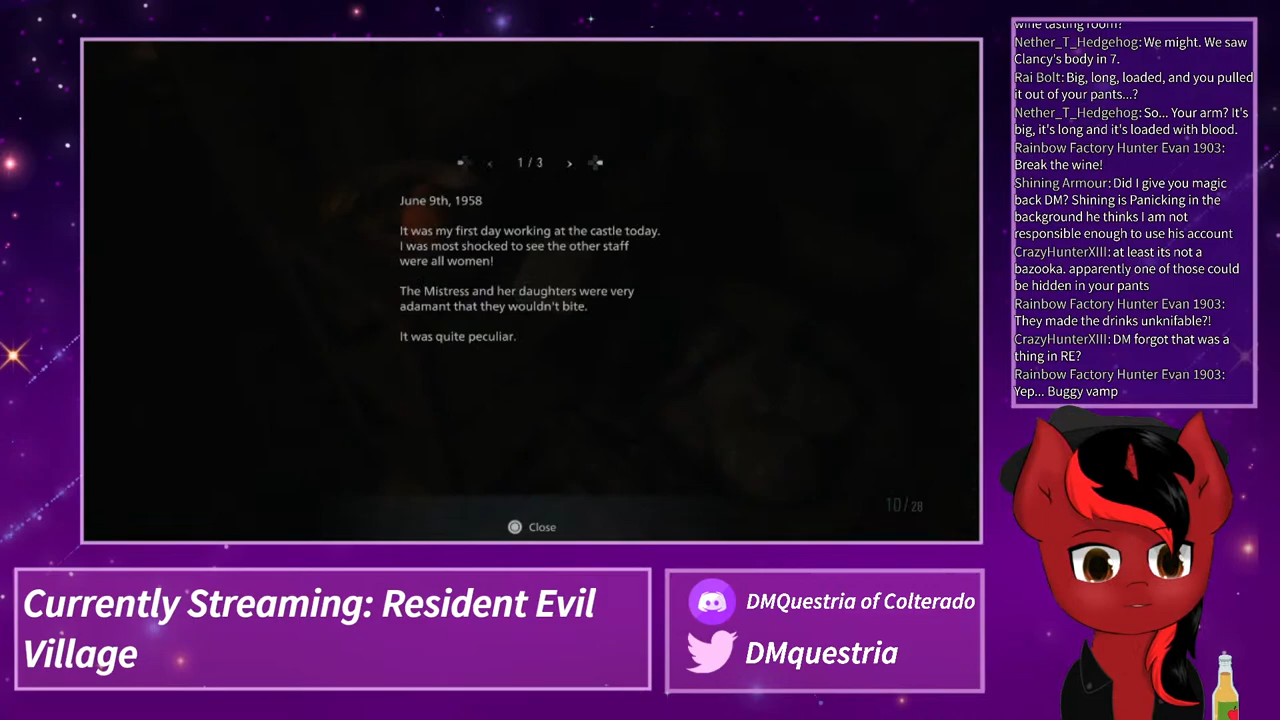 1 / 3
June 9th, 1958
It was my first day working at the castle today.
I was most shocked to see the other staff
were all women!
The Mistress and her daughters were very
adamant that they wouldn't bite.
It was quite peculiar.
10/28
Close
wine tasting room?
Nether_T_Hedgehog: We might. We saw
Clancy's body in 7.
Rai Bolt: Big, long, loaded, and you pulled
it out of your pants...?
Nether_T_Hedgehog: So... Your arm? It's
big, it's long and it's loaded with blood.
Rainbow Factory Hunter Evan 1903:
Break the wine!
Shining Armour: Did I give you magic
back DM? Shining is Panicking in the
background he thinks I am not
responsible enough to use his account
CrazyHunterXIII: at least its not a
bazooka. apparently one of those could
be hidden in your pants
Rainbow Factory Hunter Evan 1903:
They made the drinks unknifable?!
CrazyHunterXIII: DM forgot that was a
thing in RE?
Rainbow Factory Hunter Evan 1903:
Yep... Buggy vamp
Currently Streaming: Resident Evil
Village
DMQuestria of Colterado
DMquestria